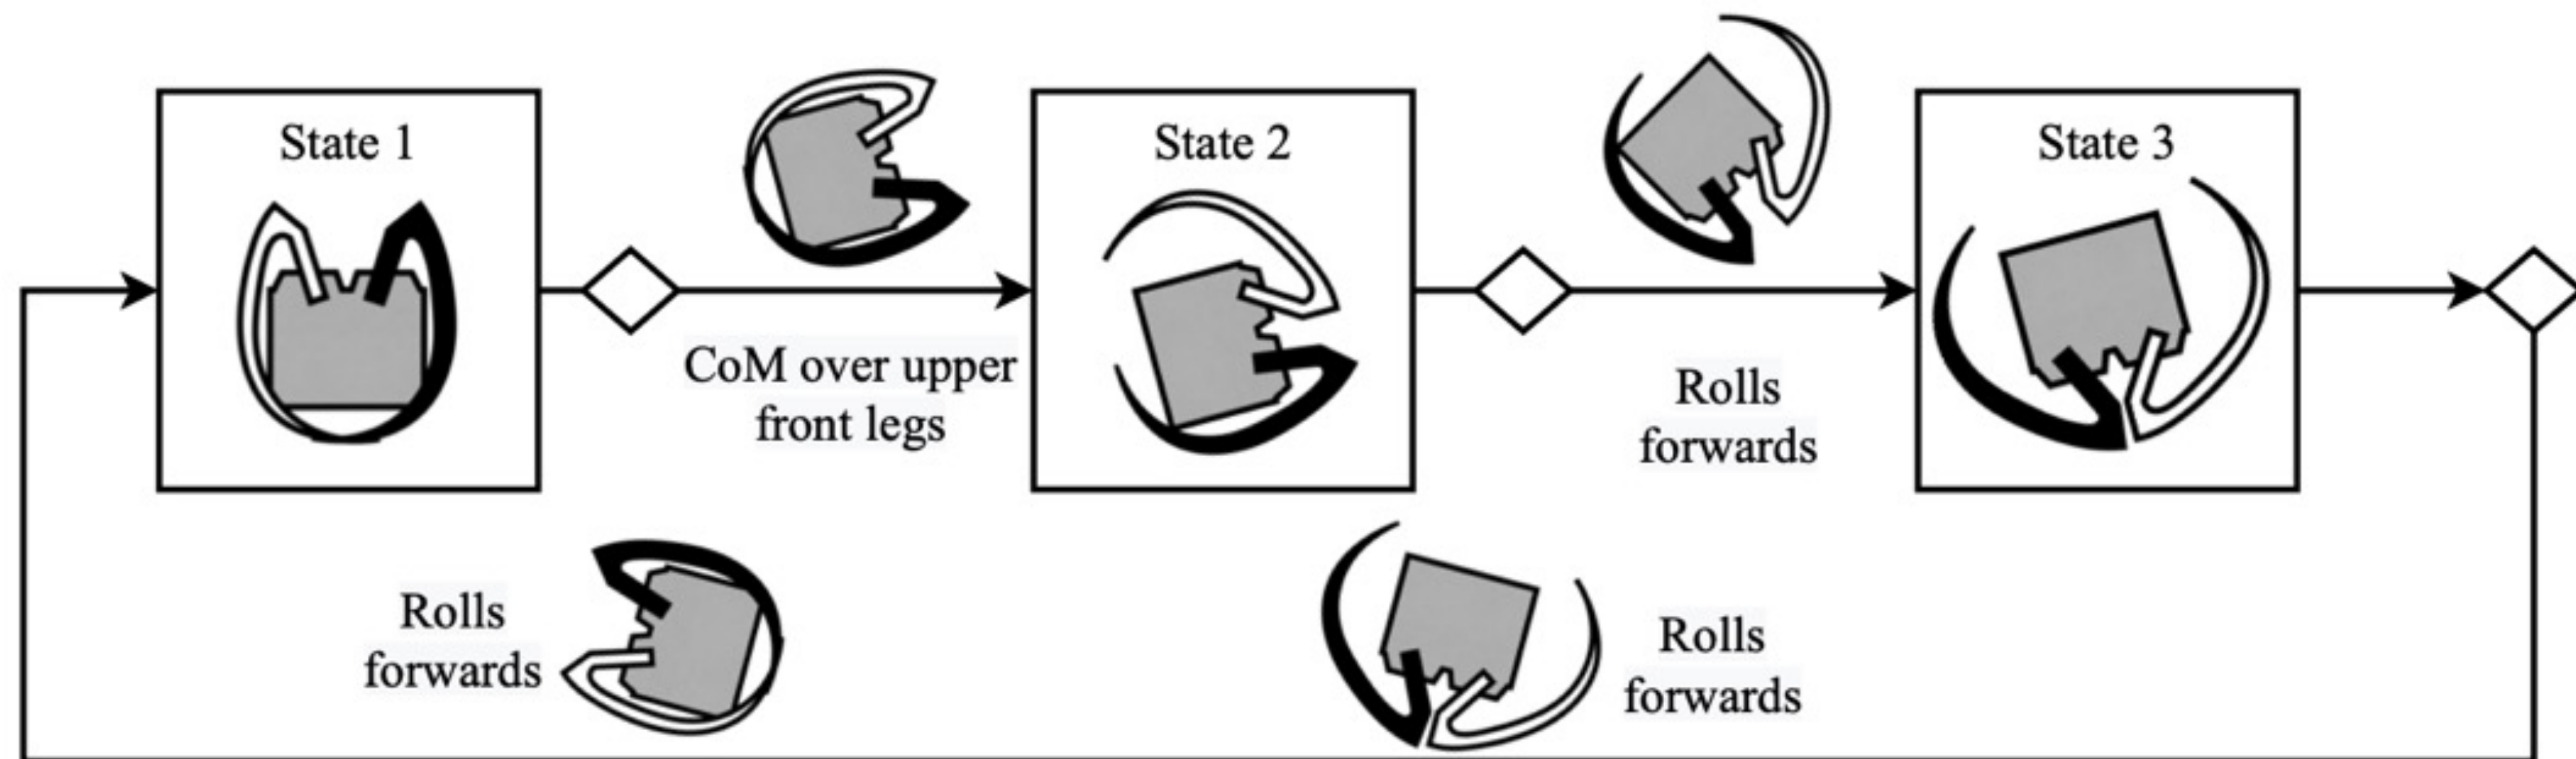 State 1
State 2
State 3
CoM over upper
front legs
Rolls
forwards
Rolls
forwards
Rolls
forwards